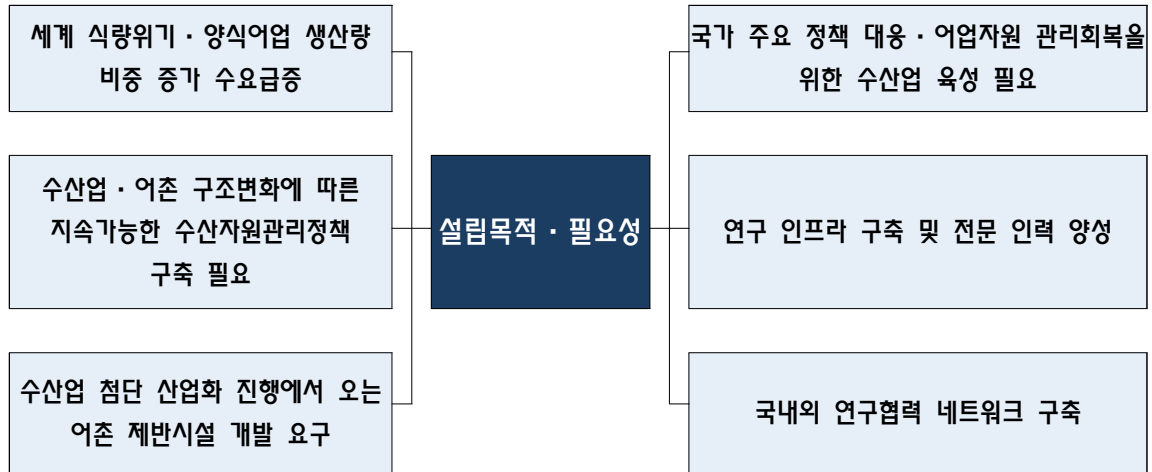 세계 식량위기 · 양식어업 생산량
비중 증가 수요급증
수산업 · 어촌 구조변화에 따른
지속가능한 수산자원관리정책
구축 필요
수산업 첨단 산업화 진행에서 오는
어촌 제반시설 개발 요구
설립목적 · 필요성
국가 주요 정책 대응 · 어업자원 관리회복을
위한 수산업 육성 필요
연구 인프라 구축 및 전문 인력 양성
국내외 연구협력 네트워크 구축